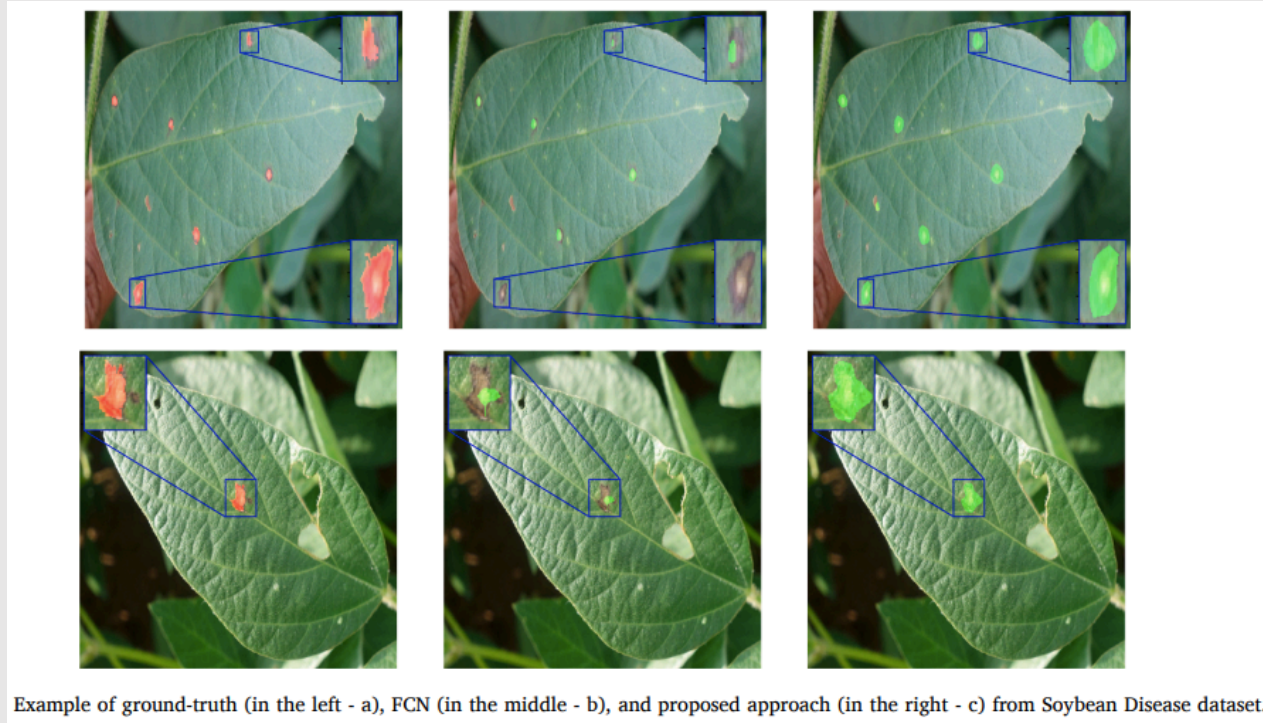 Example of ground-truth (in the left - a), FCN (in the middle - b), and proposed approach (in the right - c) from Soybean Disease dataset.